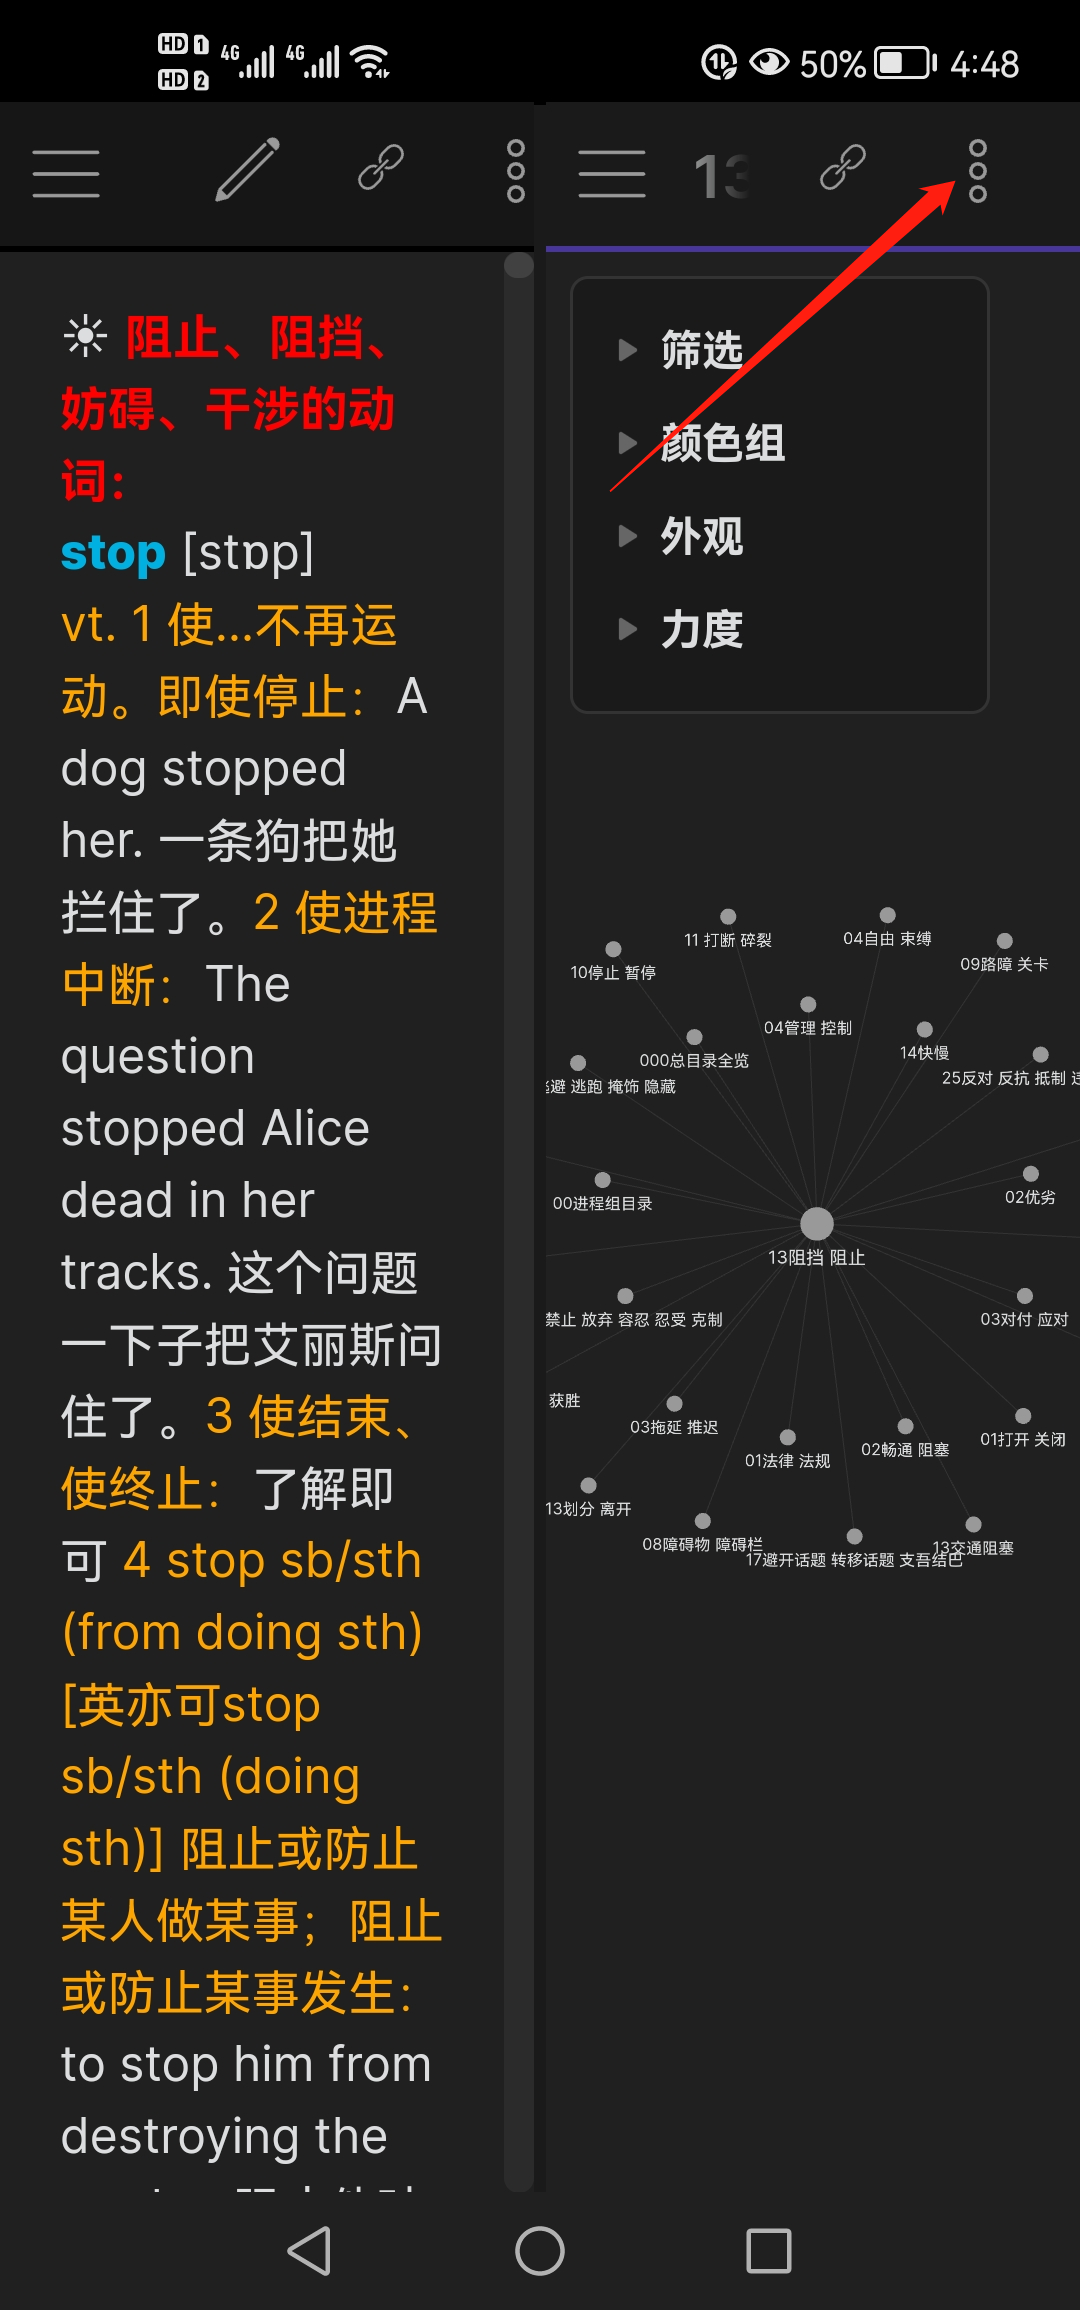 HD 1
HD 2
4G
4G
50%
4:48
☀ 阻止、阻挡、
妨碍、干涉的动
词：
stop [stɒp]
vt. 1 使...不再运
动。即使停止：A
dog stopped
her. 一条狗把她
拦住了。2 使进程
中断：The
question
stopped Alice
dead in her
tracks. 这个问题
一下子把艾丽斯问
住了。3 使结束、
使终止：了解即
可 4 stop sb/sth
(from doing sth)
[英亦可stop
sb/sth (doing
sth)] 阻止或防止
某人做某事；阻止
或防止某事发生：
to stop him from
destroying the
13
筛选
颜色组
外观
力度
11 打断 碎裂
04自由 束缚
10停止 暂停
09路障 关卡
04管理 控制
000总目录全览
14快慢
避 逃跑 掩饰 隐藏
25反对 反抗 抵制
00进程组目录
02优劣
13阻挡 阻止
禁止 放弃 容忍 忍受 克制
03对付 应对
获胜
03拖延 推迟
01法律 法规
02畅通 阻塞
01打开 关闭
13划分 离开
08障碍物 障碍栏
17避开话题 转移话题 支吾结巴
13交通阻塞